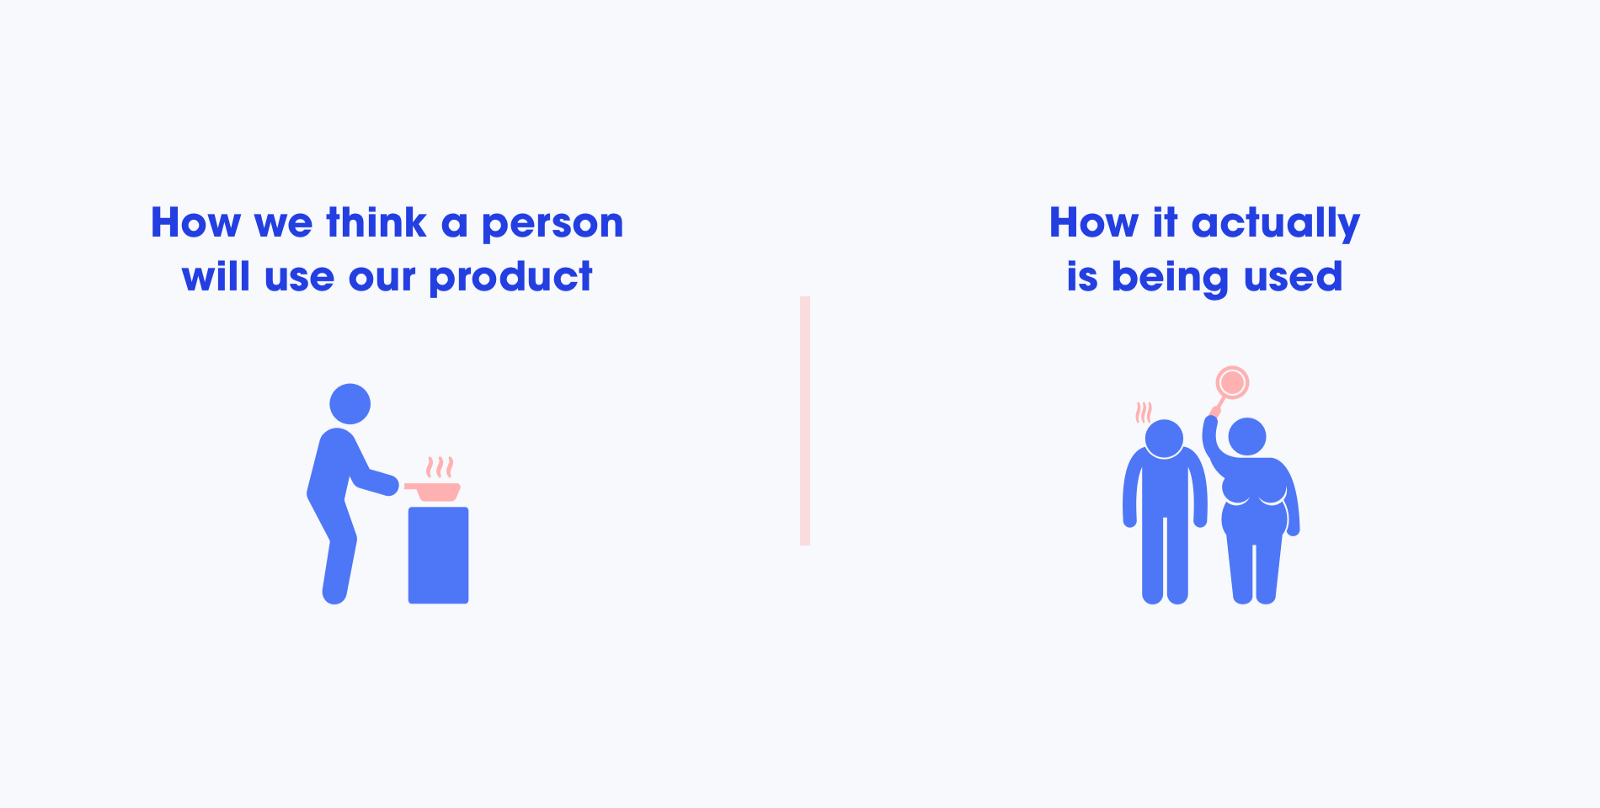 How we think a person
will use our product
How it actually
is being used